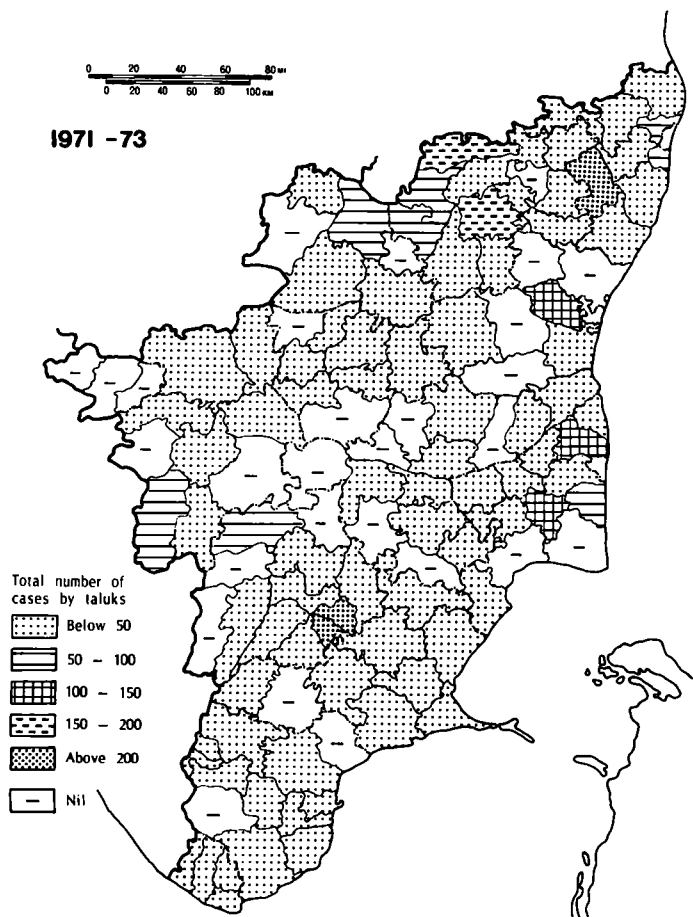 0 20 40 60 80 MI
0 20 40 60 80 100 KM
1971 -73
Total number of
cases by taluks
Below 50
50 - 100
100 - 150
150 - 200
Above 200
Nil